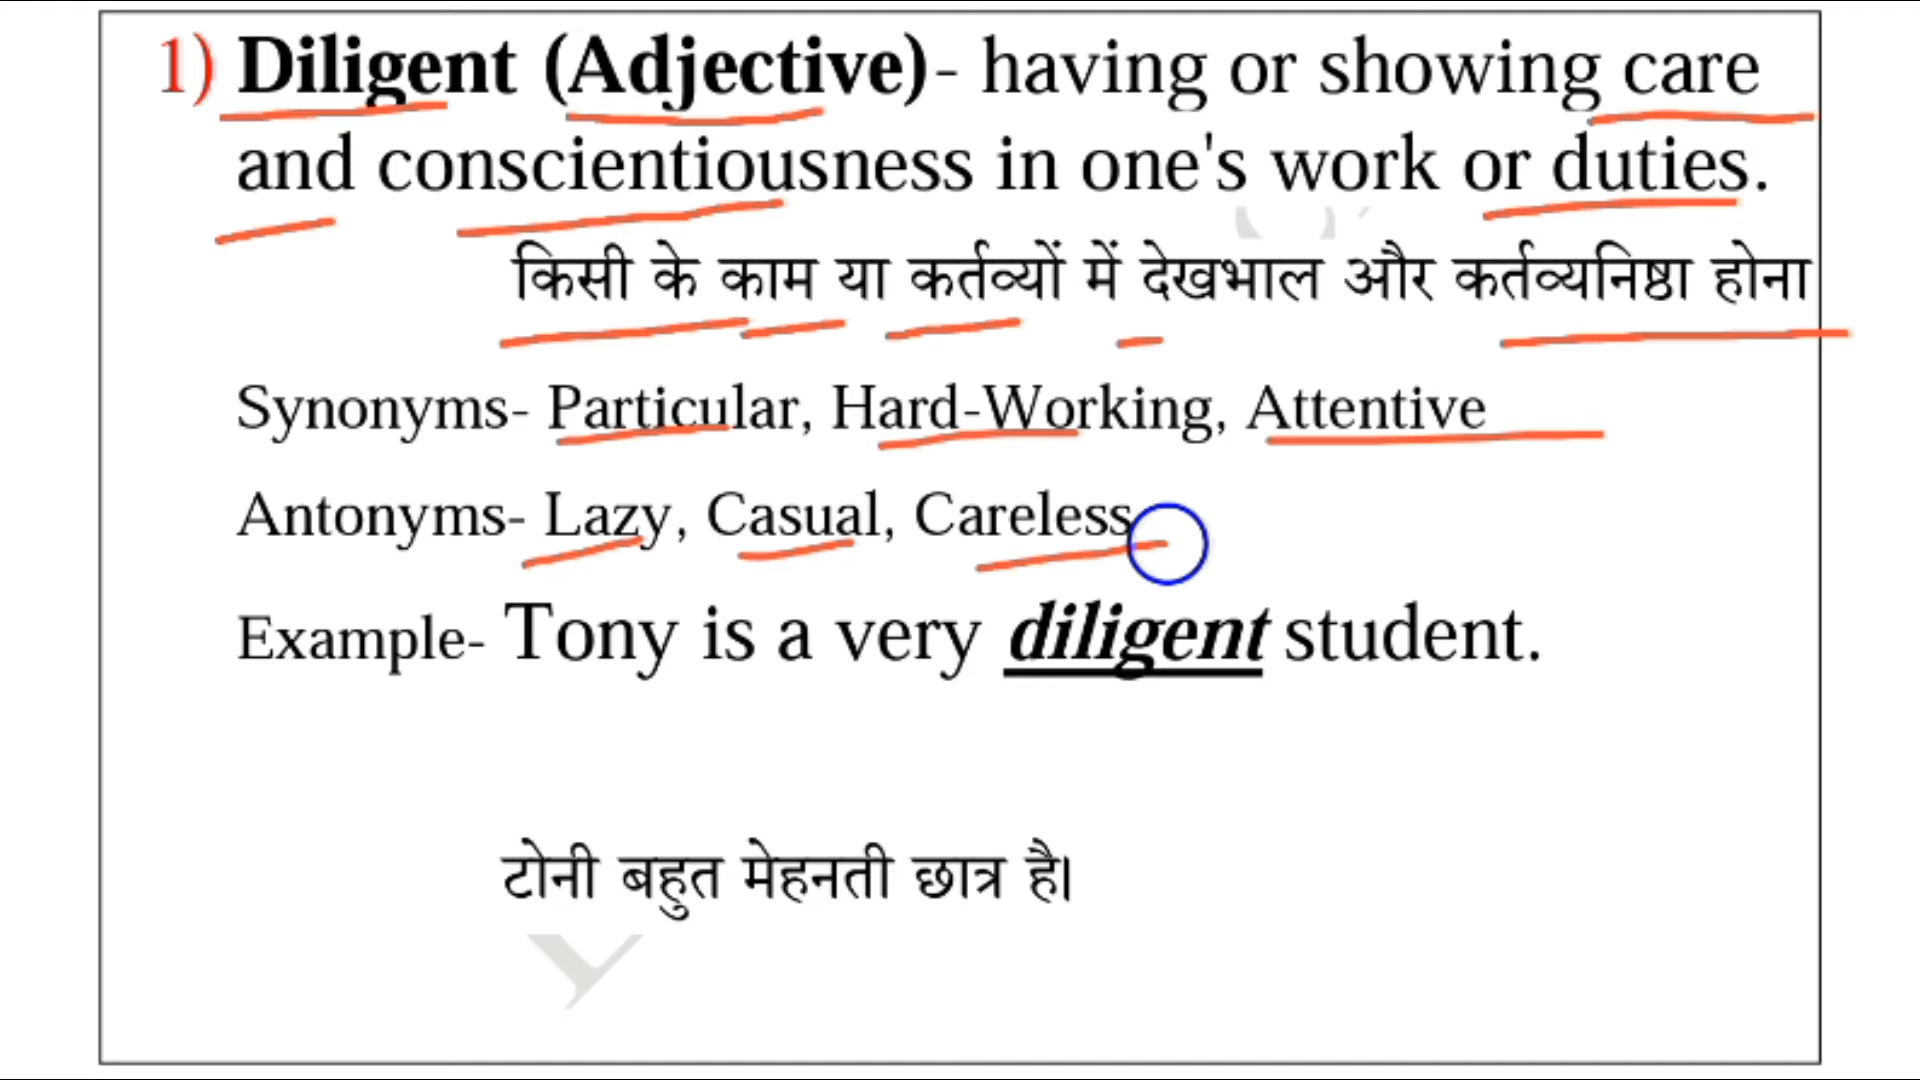 1) Diligent (Adjective)- having or showing care
and conscientiousness in one's work or duties.
किसी के काम या कर्तव्यों में देखभाल और कर्तव्यनिष्ठा होना
Synonyms- Particular, Hard-Working, Attentive
Antonyms- Lazy, Casual, Careless
Example- Tony is a very diligent student.
टोनी बहुत मेहनती छात्र है।